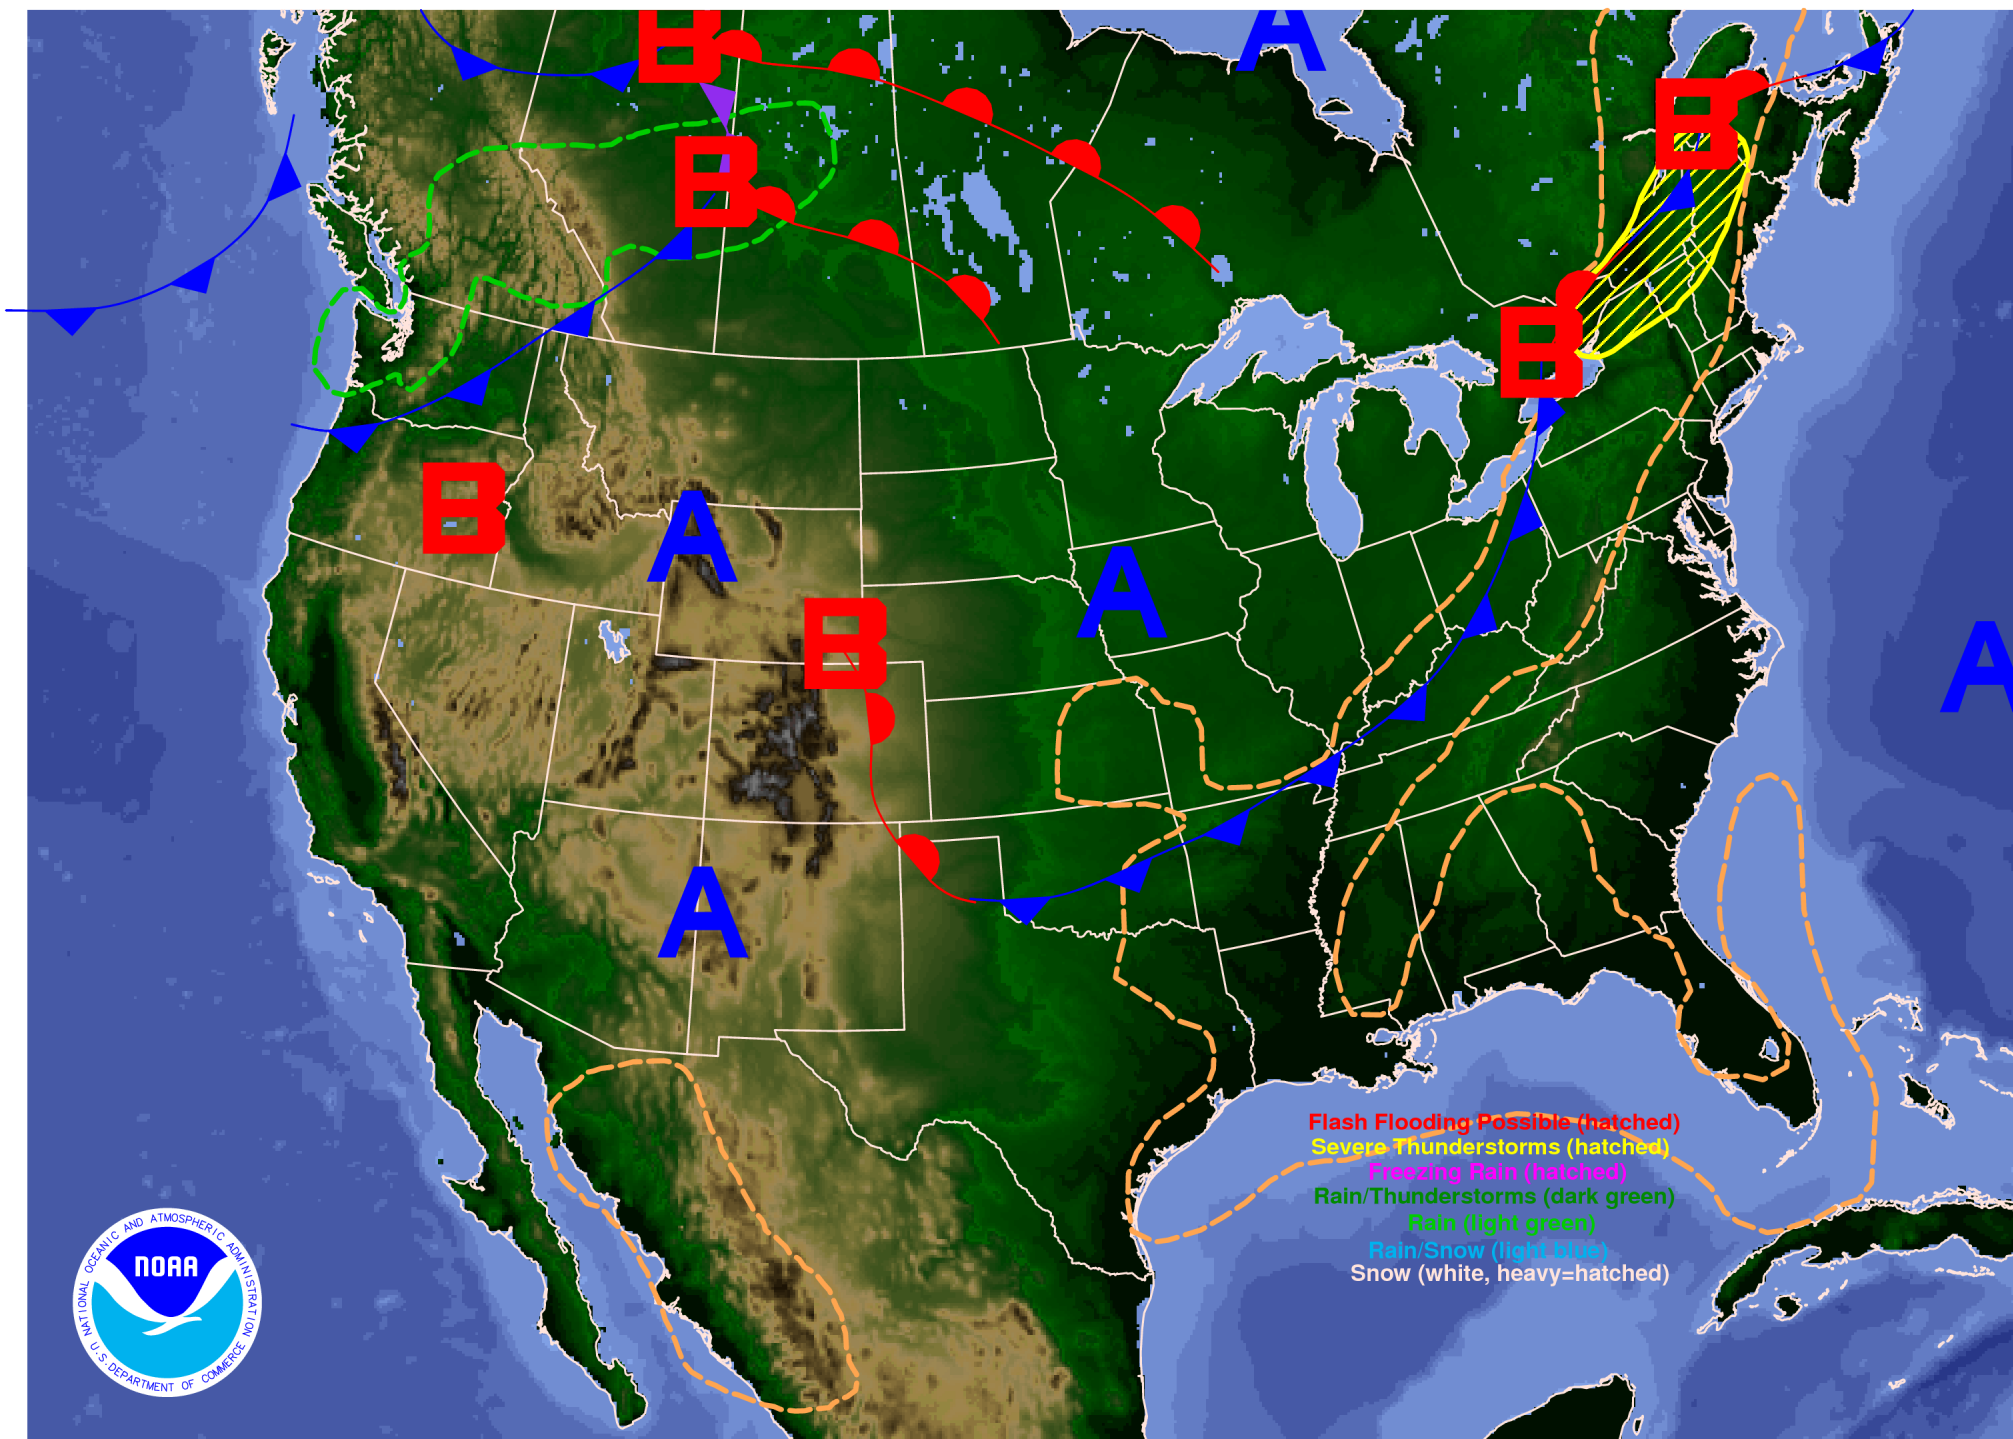 B
A
B
B
B
B
B
A
A
B
A
A
A
Flash Flooding Possible (hatched)
Severe Thunderstorms (hatched)
Freezing Rain (hatched)
Rain/Thunderstorms (dark green)
Rain (light green)
Rain/Snow (light blue)
Snow (white, heavy=hatched)
NATIONAL OCEANIC AND ATMOSPHERIC ADMINISTRATION
NOAA
U.S. DEPARTMENT OF COMMERCE